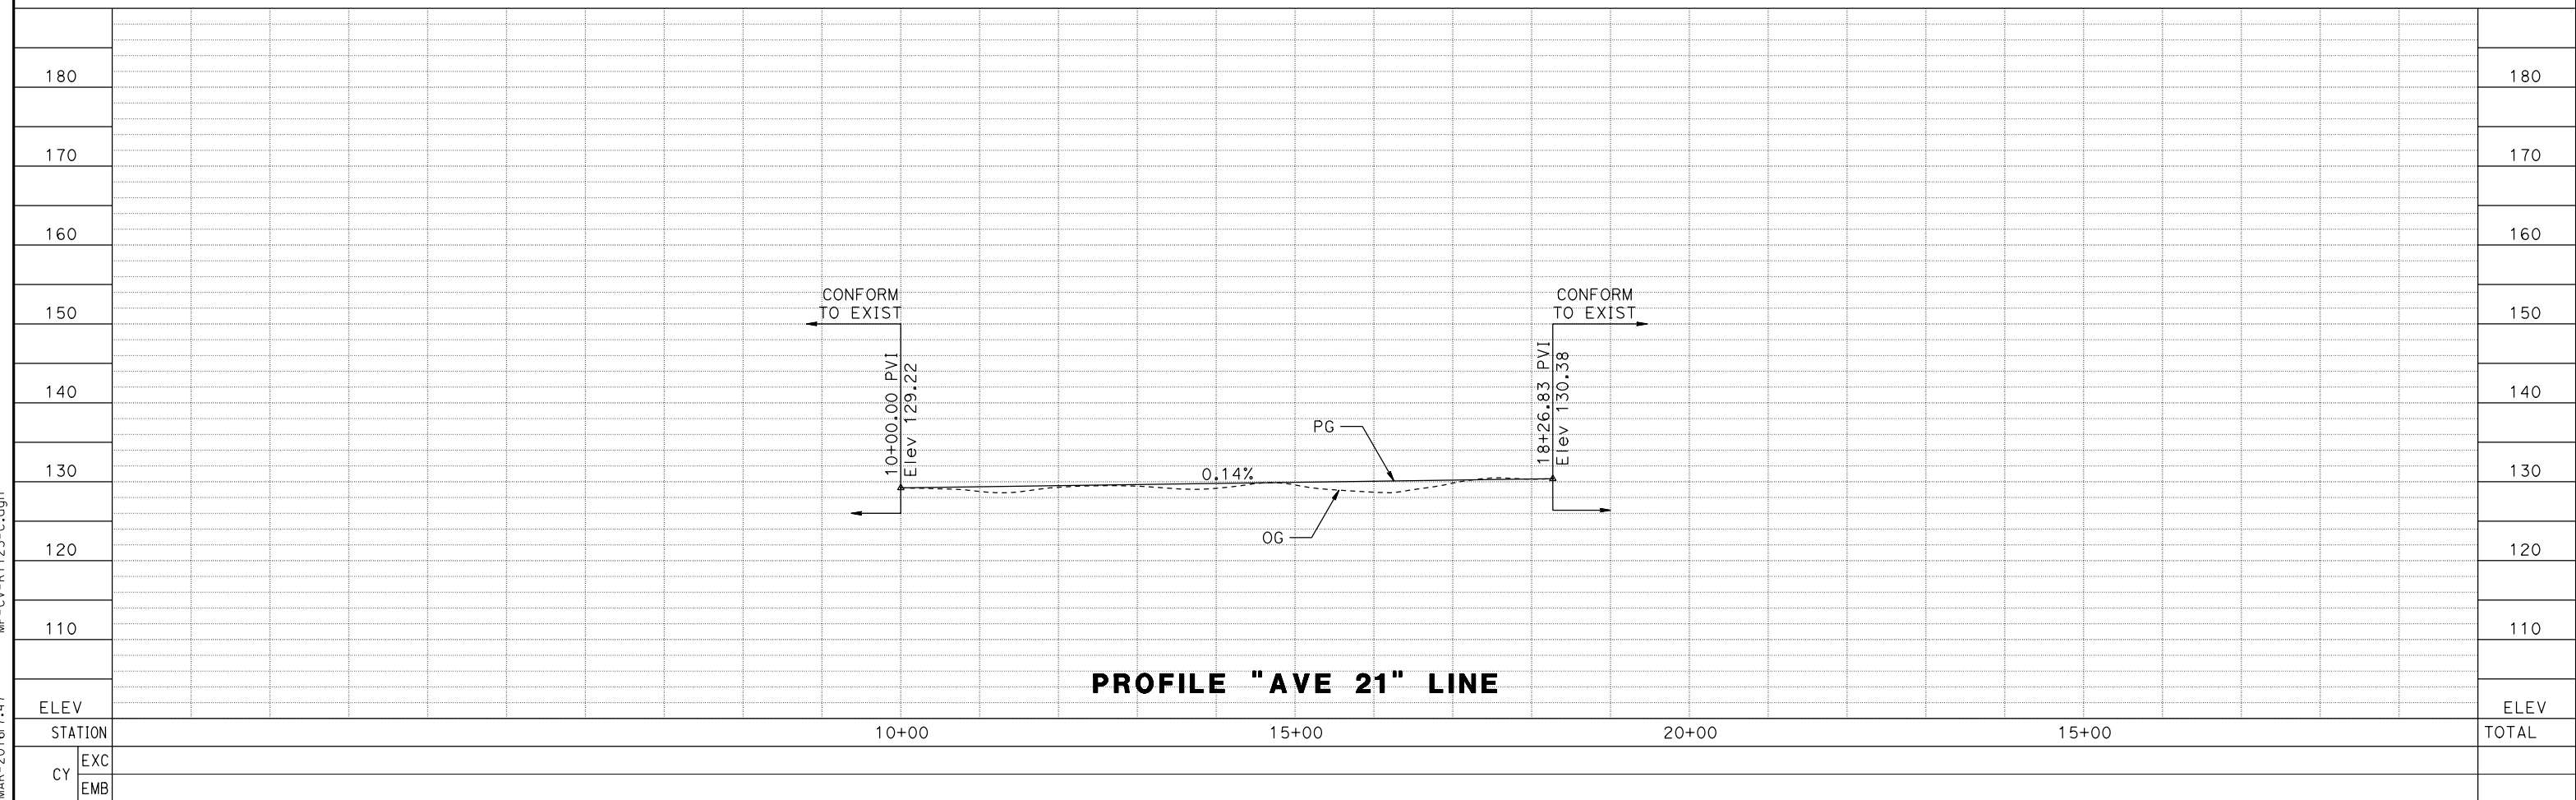 180 180
170 170
160 160
CONFORM CONFORM
TO EXIST TO EXIST
150 150
10+00.00 PVI
Elev 129.22
18+26.83 PVI
Elev 130.38
140 140
PG
130 0.14% 130
OG
120 120
110 110
PROFILE "AVE 21" LINE
ELEV ELEV
STATION 10+00 15+00 20+00 15+00 TOTAL
CY EXC
EMB